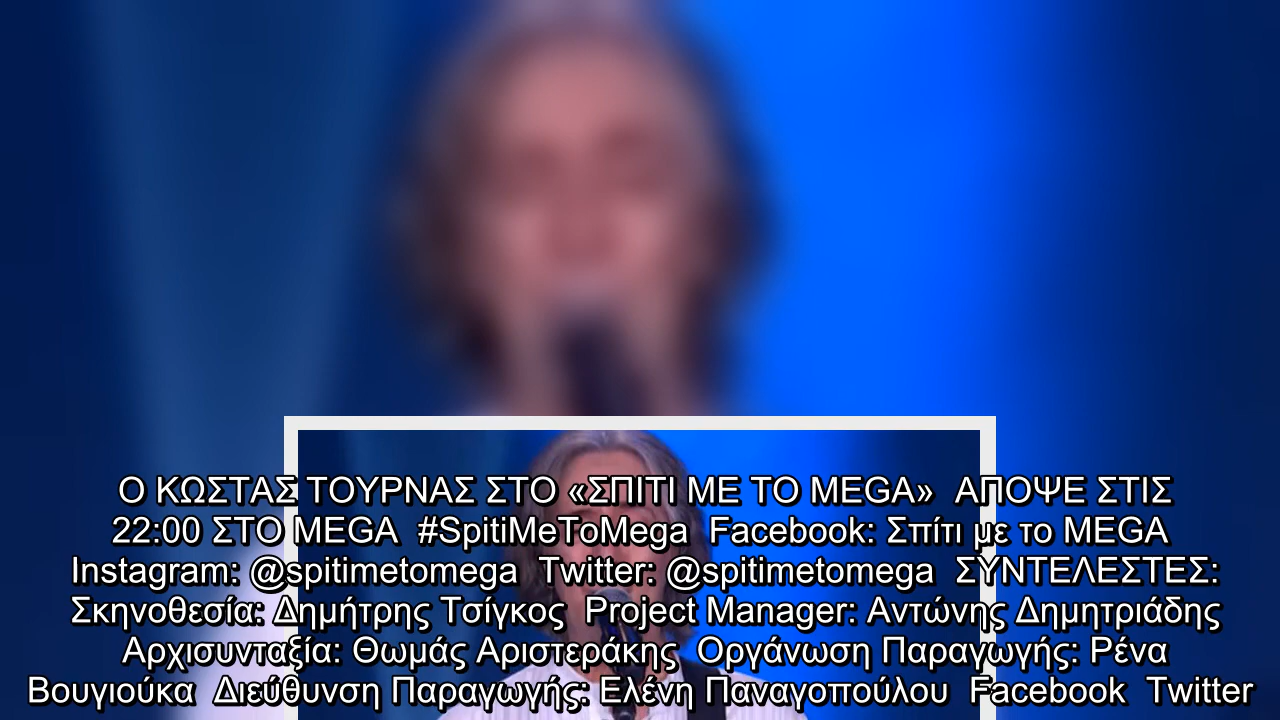 Ο ΚΩΣΤΑΣ ΤΟΥΡΝΑΣ ΣΤΟ «ΣΠΙΤΙ ΜΕ ΤΟ MEGA»  ΑΠΟΨΕ ΣΤΙΣ
22:00 ΣΤΟ MEGA  #SpitiMeToMega  Facebook: Σπίτι με το MEGA
Instagram: @spitimetomega  Twitter: @spitimetomega  ΣΥΝΤΕΛΕΣΤΕΣ:
Σκηνοθεσία: Δημήτρης Τσίγκος  Project Manager: Αντώνης Δημητριάδης
Αρχισυνταξία: Θωμάς Αριστεράκης  Οργάνωση Παραγωγής: Ρένα
Βουγιούκα  Διεύθυνση Παραγωγής: Ελένη Παναγοπούλου  Facebook  Twitter